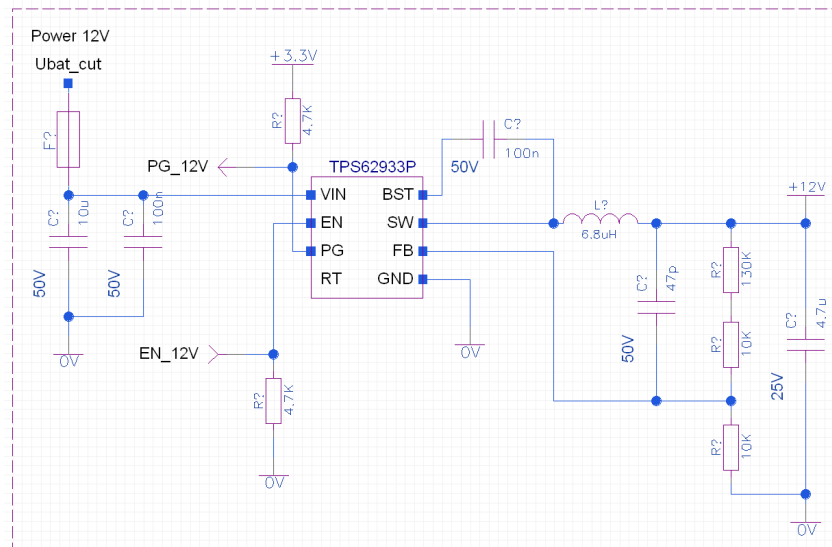 Power 12V
Ubat_cut
+3.3V
R?
4.7K
F?
PG_12V
TPS62933P
C?
100n
50V
VIN
BST
EN
SW
PG
FB
RT
GND
C?
10u
50V
C?
100n
50V
L?
6.8uH
+12V
C?
47p
50V
R?
130K
R?
10K
C?
4.7u
25V
0V
0V
EN_12V
R?
4.7K
R?
10K
0V
0V